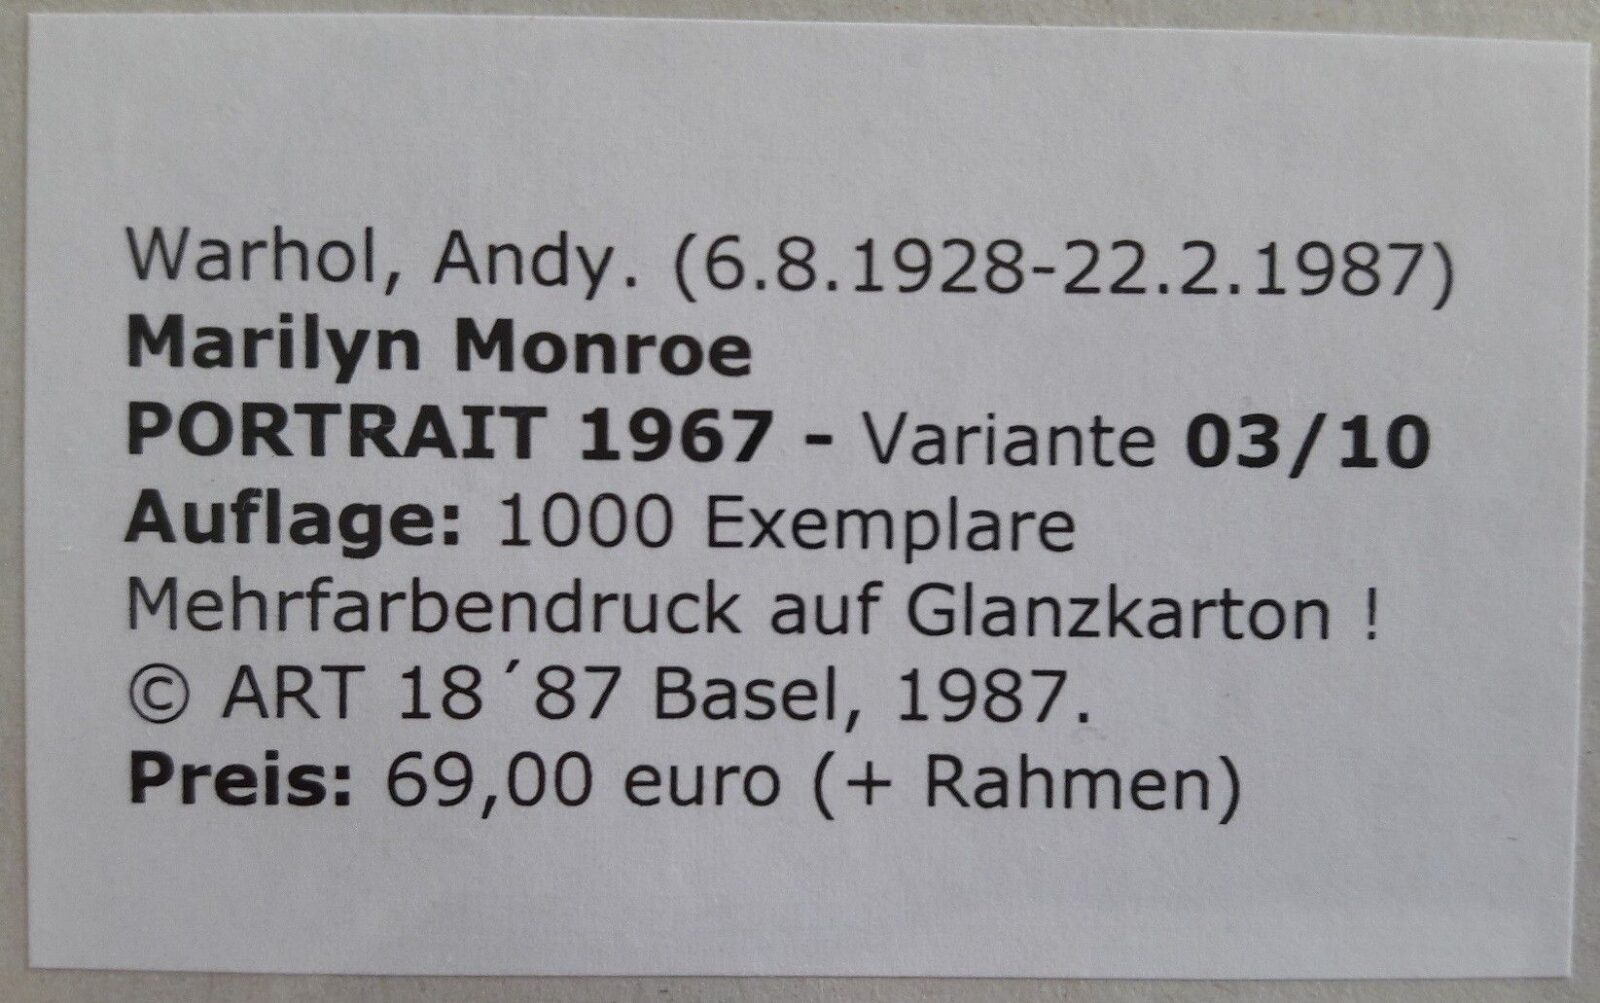 Warhol, Andy. (6.8.1928-22.2.1987)
Marilyn Monroe
PORTRAIT 1967 - Variante 03/10
Auflage: 1000 Exemplare
Mehrfarbendruck auf Glanzkarton !
© ART 18´87 Basel, 1987.
Preis: 69,00 euro (+ Rahmen)